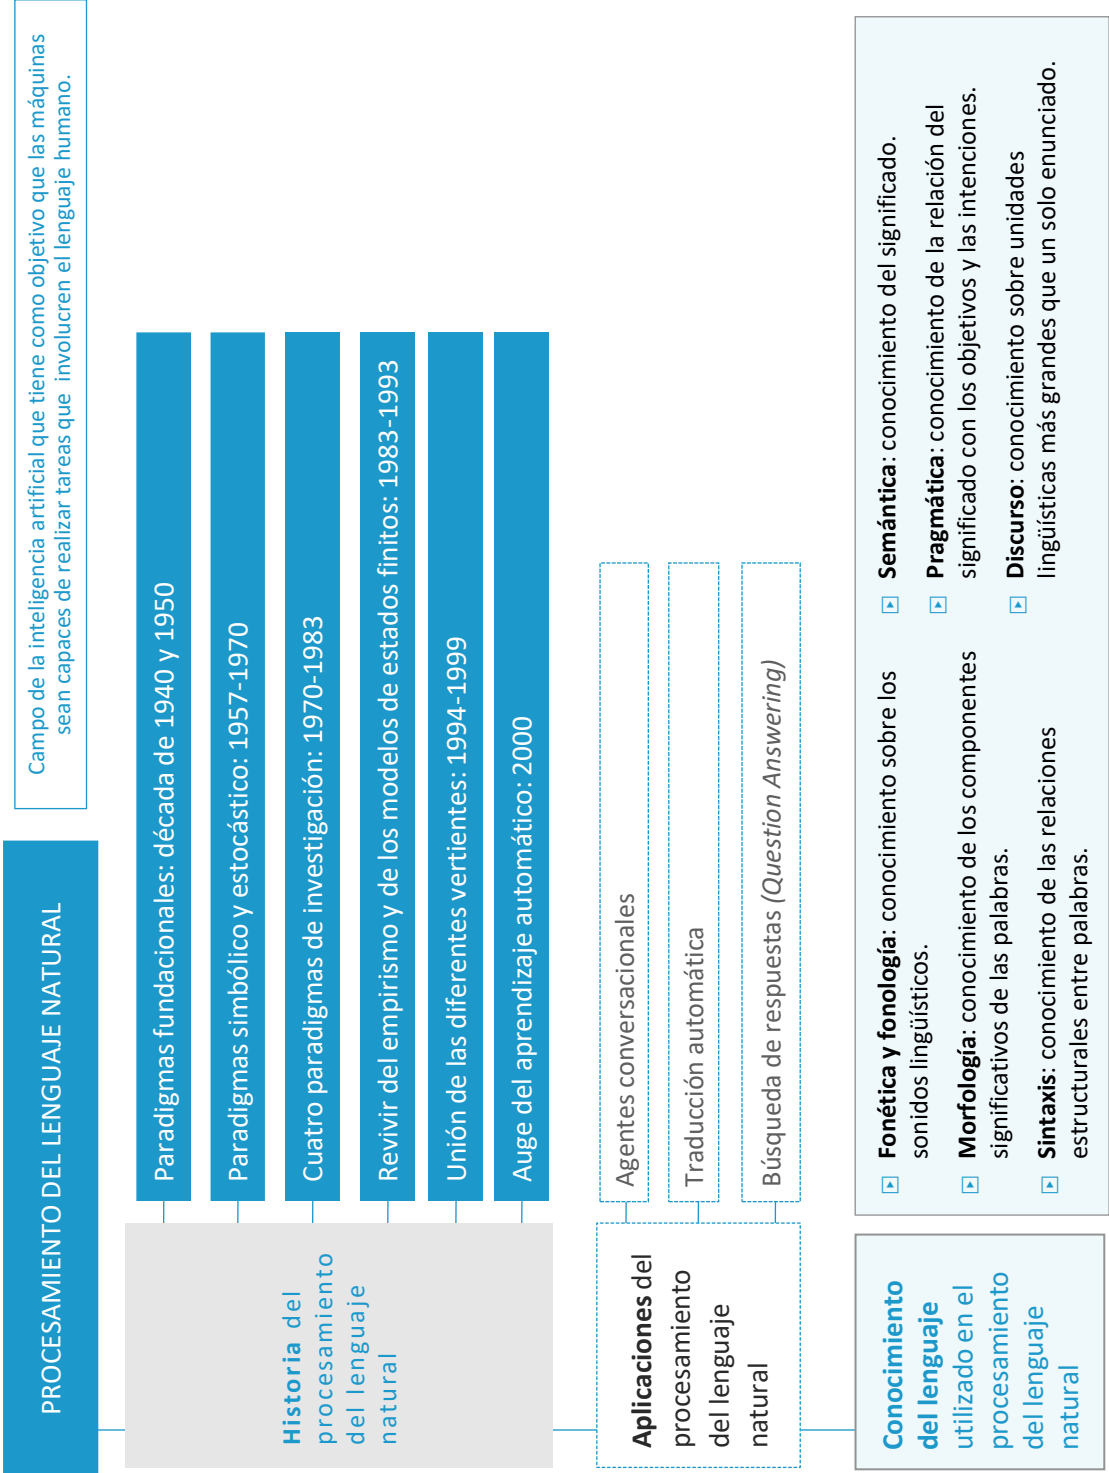 PROCESAMIENTO DEL LENGUAJE NATURAL
Campo de la inteligencia artificial que tiene como objetivo que las máquinas
sean capaces de realizar tareas que involucren el lenguaje humano.
Historia del
procesamiento
del lenguaje
natural
Paradigmas fundacionales: década de 1940 y 1950
Paradigmas simbólico y estocástico: 1957-1970
Cuatro paradigmas de investigación: 1970-1983
Revivir del empirismo y de los modelos de estados finitos: 1983-1993
Unión de las diferentes vertientes: 1994-1999
Auge del aprendizaje automático: 2000
Aplicaciones del
procesamiento
del lenguaje
natural
Agentes conversacionales
Traducción automática
Búsqueda de respuestas (Question Answering)
Conocimiento
del lenguaje
utilizado en el
procesamiento
del lenguaje
natural
Fonética y fonología: conocimiento sobre los
sonidos lingüísticos.
Morfología: conocimiento de los componentes
significativos de las palabras.
Sintaxis: conocimiento de las relaciones
estructurales entre palabras.
Semántica: conocimiento del significado.
Pragmática: conocimiento de la relación del
significado con los objetivos y las intenciones.
Discurso: conocimiento sobre unidades
lingüísticas más grandes que un solo enunciado.